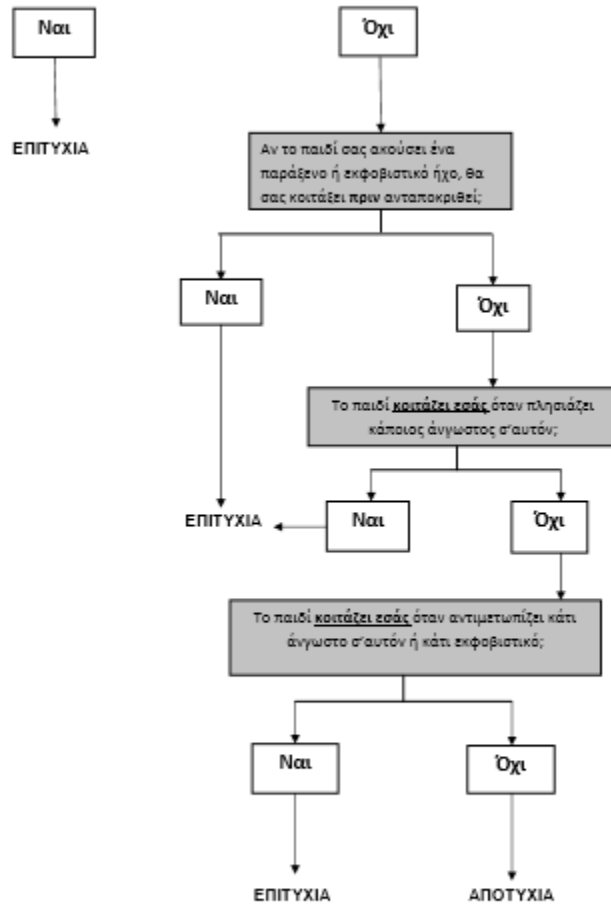 Ναι
Όχι
ΕΠΙΤΥΧΙΑ
Αν το παιδί σας ακούσει ένα
παράξενο ή εκφοβιστικό ήχο, θα
σας κοιτάξει πριν ανταποκριθεί;
Ναι
Όχι
Το παιδί κοιτάζει εσάς όταν πλησιάζει
κάποιος άνγωστος σ'αυτόν;
ΕΠΙΤΥΧΙΑ
Ναι
Όχι
Το παιδί κοιτάζει εσάς όταν αντιμετωπίζει κάτι
άνγωστο σ'αυτόν ή κάτι εκφοβιστικό;
Ναι
Όχι
ΕΠΙΤΥΧΙΑ
ΑΠΟΤΥΧΙΑ